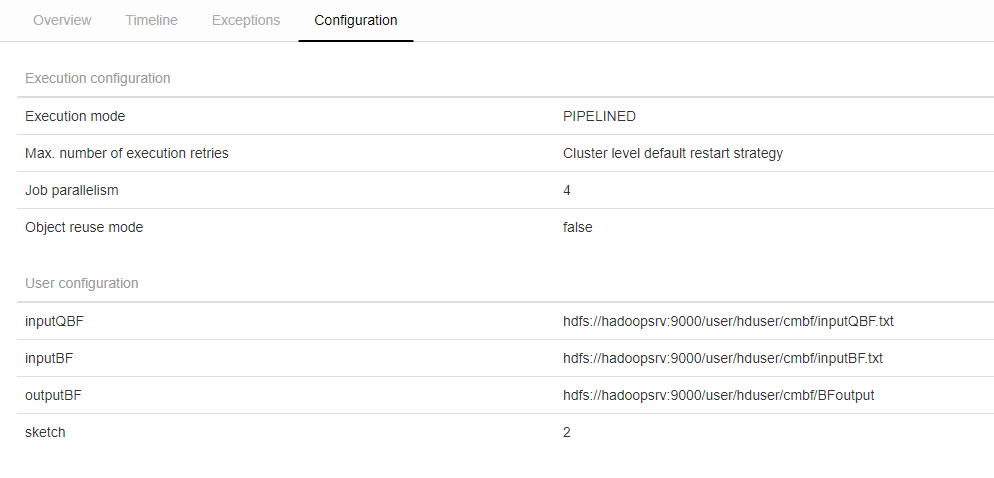 Overview Timeline Exceptions Configuration
Execution configuration
Execution mode PIPELINED
Max. number of execution retries Cluster level default restart strategy
Job parallelism 4
Object reuse mode false
User configuration
inputQBF hdfs://hadoopsrv:9000/user/hduser/cmbf/inputQBF.txt
inputBF hdfs://hadoopsrv:9000/user/hduser/cmbf/inputBF.txt
outputBF hdfs://hadoopsrv:9000/user/hduser/cmbf/BFoutput
sketch 2